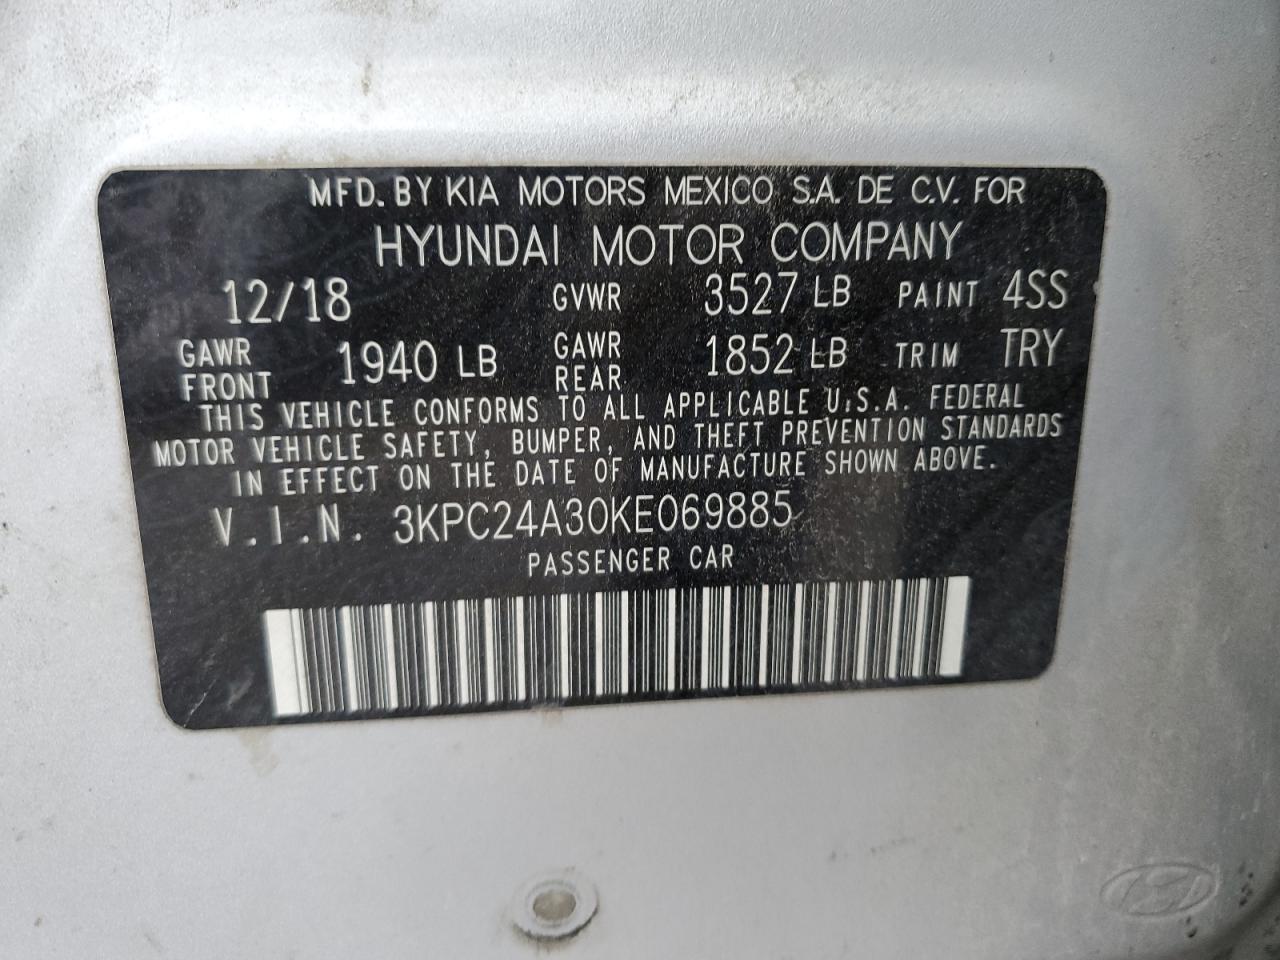 MFD. BY KIA MOTORS MEXICO S.A. DE C.V. FOR
HYUNDAI MOTOR COMPANY
12/18 GVWR 3527 LB PAINT 4SS
GAWR FRONT 1940 LB GAWR REAR 1852 LB TRIM TRY
THIS VEHICLE CONFORMS TO ALL APPLICABLE U.S.A. FEDERAL
MOTOR VEHICLE SAFETY, BUMPER, AND THEFT PREVENTION STANDARDS
IN EFFECT ON THE DATE OF MANUFACTURE SHOWN ABOVE.
V.I.N. 3KPC24A30KE069885
PASSENGER CAR